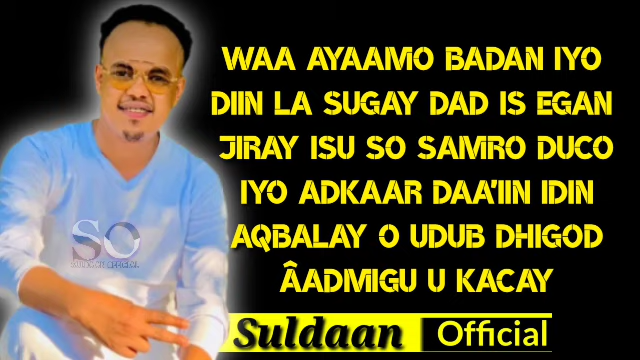 WAA AYAAMO BADAN IYO
DIIN LA SUGAY DAD IS EGAN
JIRAY ISU SO SAMRO DUCO
IYO ADKAAR DAA'IIN IDIN
AQBALAY O UDUB DHIGOD
ÂADMIGU U KACAY
SO
Suldaan Official